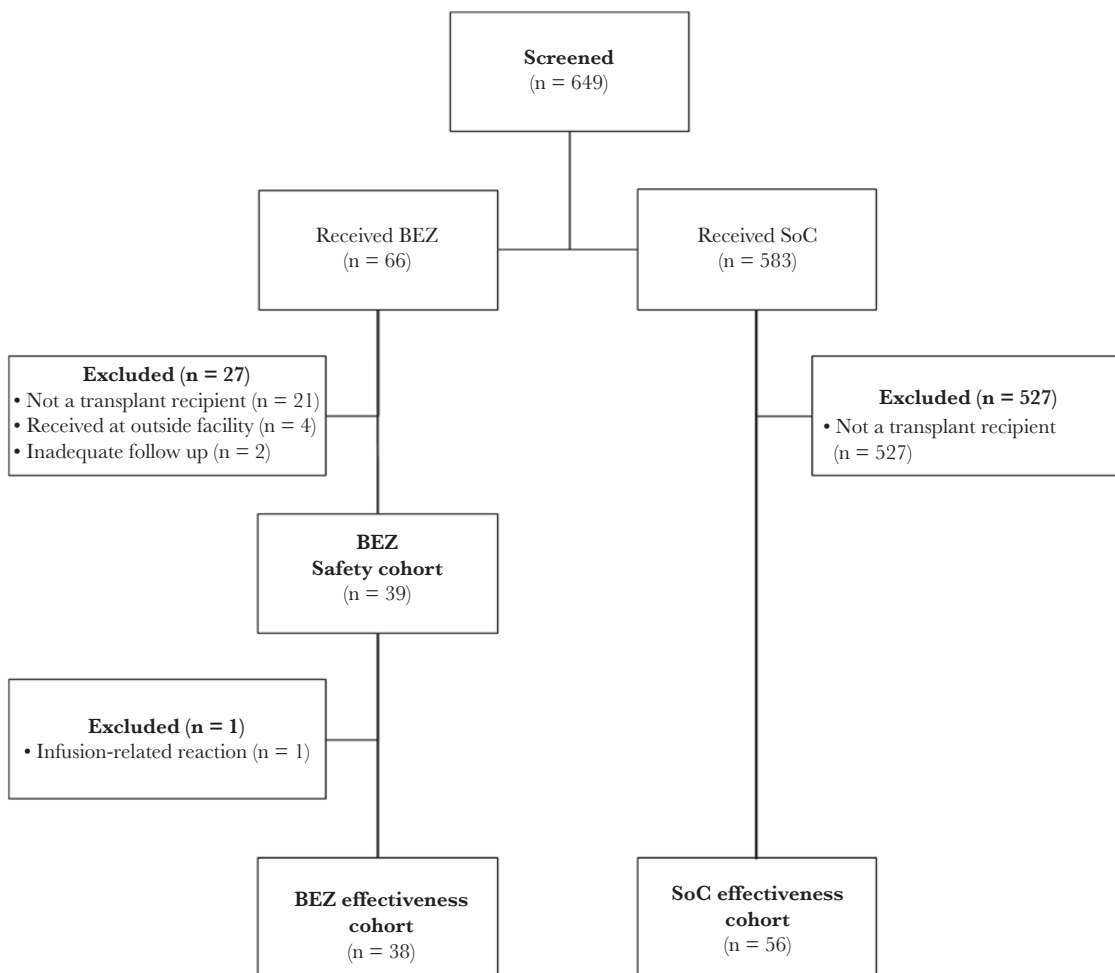 Screened
(n = 649)
Received BEZ
(n = 66)
Received SoC
(n = 583)
Excluded (n = 27)
• Not a transplant recipient (n = 21)
• Received at outside facility (n = 4)
• Inadequate follow up (n = 2)
Excluded (n = 527)
• Not a transplant recipient
(n = 527)
BEZ
Safety cohort
(n = 39)
Excluded (n = 1)
• Infusion-related reaction (n = 1)
BEZ effectiveness
cohort
(n = 38)
SoC effectiveness
cohort
(n = 56)